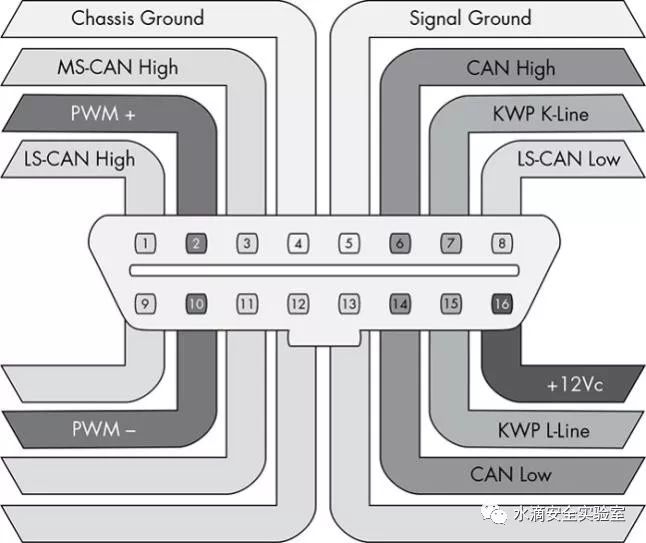 Chassis Ground
Signal Ground
MS-CAN High
CAN High
PWM +
KWP K-Line
LS-CAN High
LS-CAN Low
1 2 3 4 5 6 7 8
9 10 11 12 13 14 15 16
+12Vc
PWM –
KWP L-Line
CAN Low
水滴安全实验室